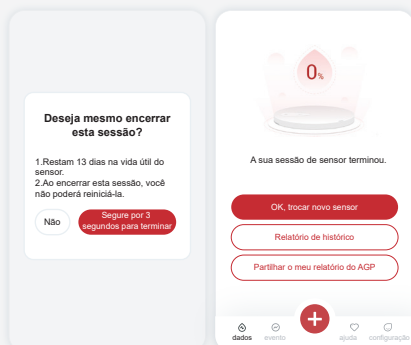 Deseja mesmo encerrar
esta sessão?
1.Restam 13 dias na vida útil do
sensor.
2.Ao encerrar esta sessão, você
não poderá reiniciá-la.
Não
Segure por 3
segundos para terminar
0%
A sua sessão de sensor terminou.
OK, trocar novo sensor
Relatório de histórico
Partilhar o meu relatório do AGP
dados
evento
ajuda
configuração